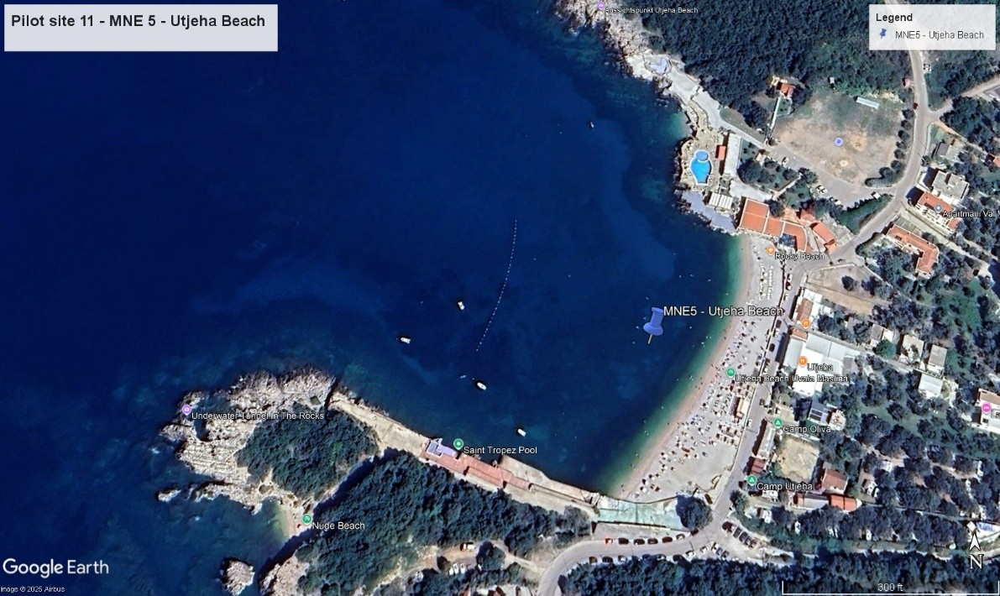 Pilot site 11 - MNE 5 - Utjeha Beach
Legend
MNE5 - Utjeha Beach
Aussichtspunkt Utjeha Beach
Apartmani Val M
Rocky Beach
MNE5 - Utjeha Beach
Utjeha
Utjeha Beach Uvala Maslina
Underwater Tunnel In The Rocks
La
Camp Oliva
Saint Tropez Pool
Camp Utjeha
Nude Beach
N
Google Earth
Image © 2025 Airbus
300 ft